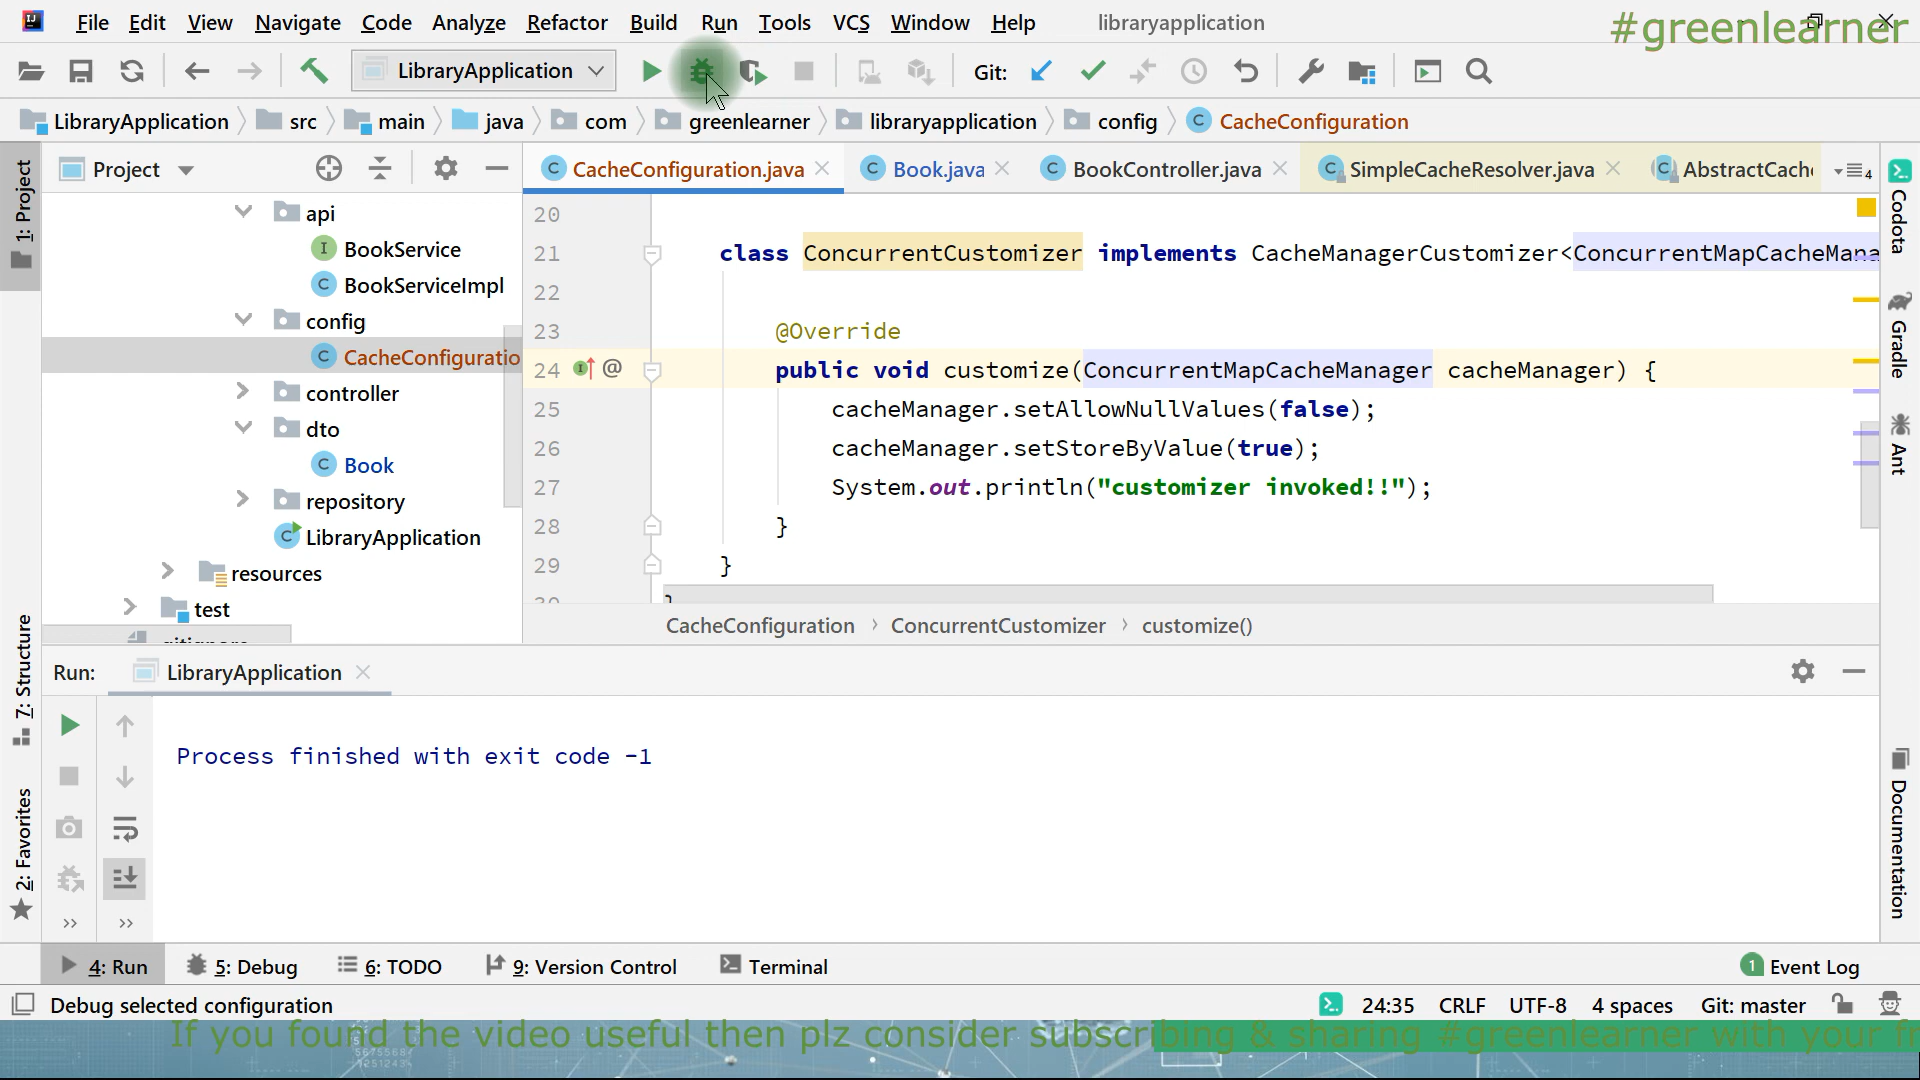 File Edit View Navigate Code Analyze Refactor Build Run Tools VCS Window Help libraryapplication
#greenlearner
LibraryApplication Git:
LibraryApplication src main java com greenlearner libraryapplication config CacheConfiguration
1: Project
Project
CacheConfiguration.java Book.java BookController.java SimpleCacheResolver.java AbstractCach 4
api
BookService
BookServiceImpl
config
CacheConfiguratio
controller
dto
Book
repository
LibraryApplication
resources
test
20
21 class ConcurrentCustomizer implements CacheManagerCustomizer<ConcurrentMapCacheMana
22
23 @Override
24 public void customize(ConcurrentMapCacheManager cacheManager) {
25 cacheManager.setAllowNullValues(false);
26 cacheManager.setStoreByValue(true);
27 System.out.println("customizer invoked!!");
28 }
29 }
CacheConfiguration › ConcurrentCustomizer › customize()
Codota
Gradle
Ant
Documentation
7: Structure
2: Favorites
Run: LibraryApplication
Process finished with exit code -1
4: Run 5: Debug 6: TODO 9: Version Control Terminal 1 Event Log
Debug selected configuration 24:35 CRLF UTF-8 4 spaces Git: master
If you found the video useful then plz consider subscribing & sharing #greenlearner with your fr